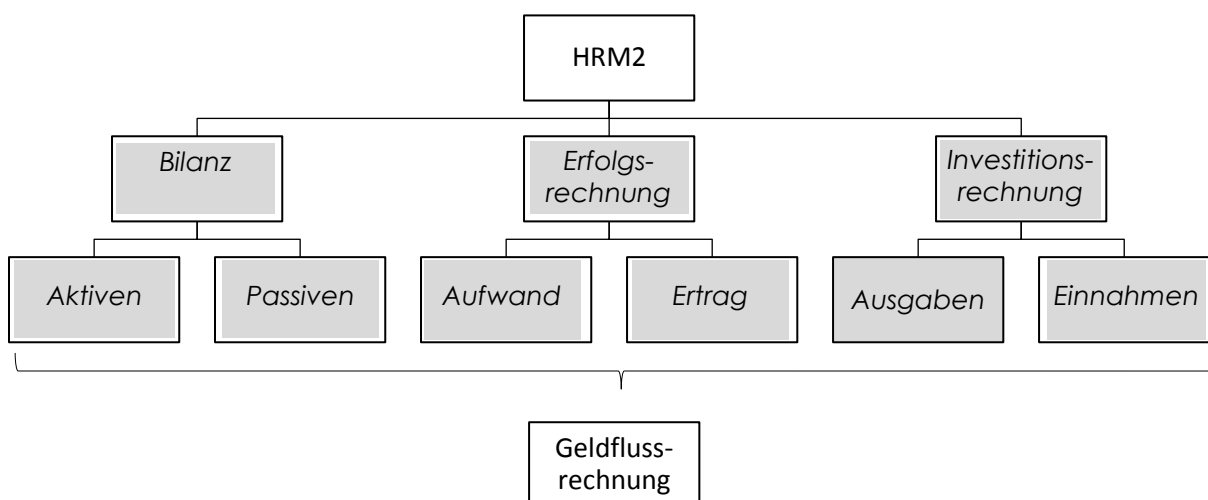 HRM2
Bilanz
Erfolgs-
rechnung
Investitions-
rechnung
Aktiven
Passiven
Aufwand
Ertrag
Ausgaben
Einnahmen
Geldfluss-
rechnung